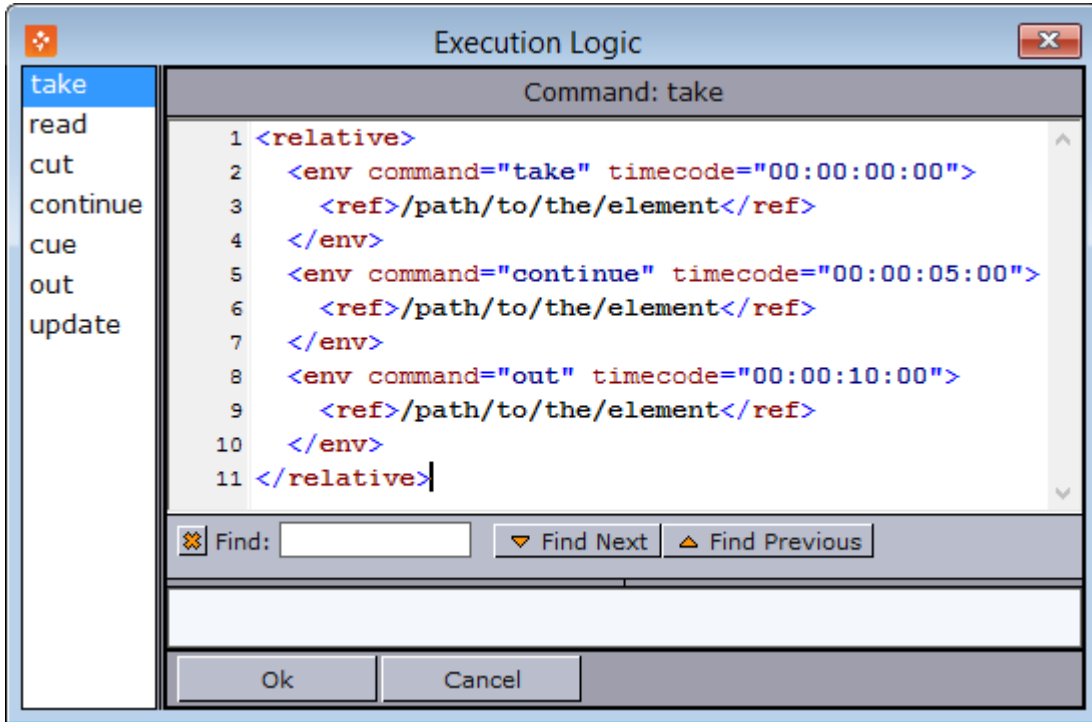 Execution Logic
take
read
cut
continue
cue
out
update
Command: take
1 <relative>
2   <env command="take" timecode="00:00:00:00">
3     <ref>/path/to/the/element</ref>
4   </env>
5   <env command="continue" timecode="00:00:05:00">
6     <ref>/path/to/the/element</ref>
7   </env>
8   <env command="out" timecode="00:00:10:00">
9     <ref>/path/to/the/element</ref>
10   </env>
11 </relative>
Find: Find Next Find Previous
Ok Cancel